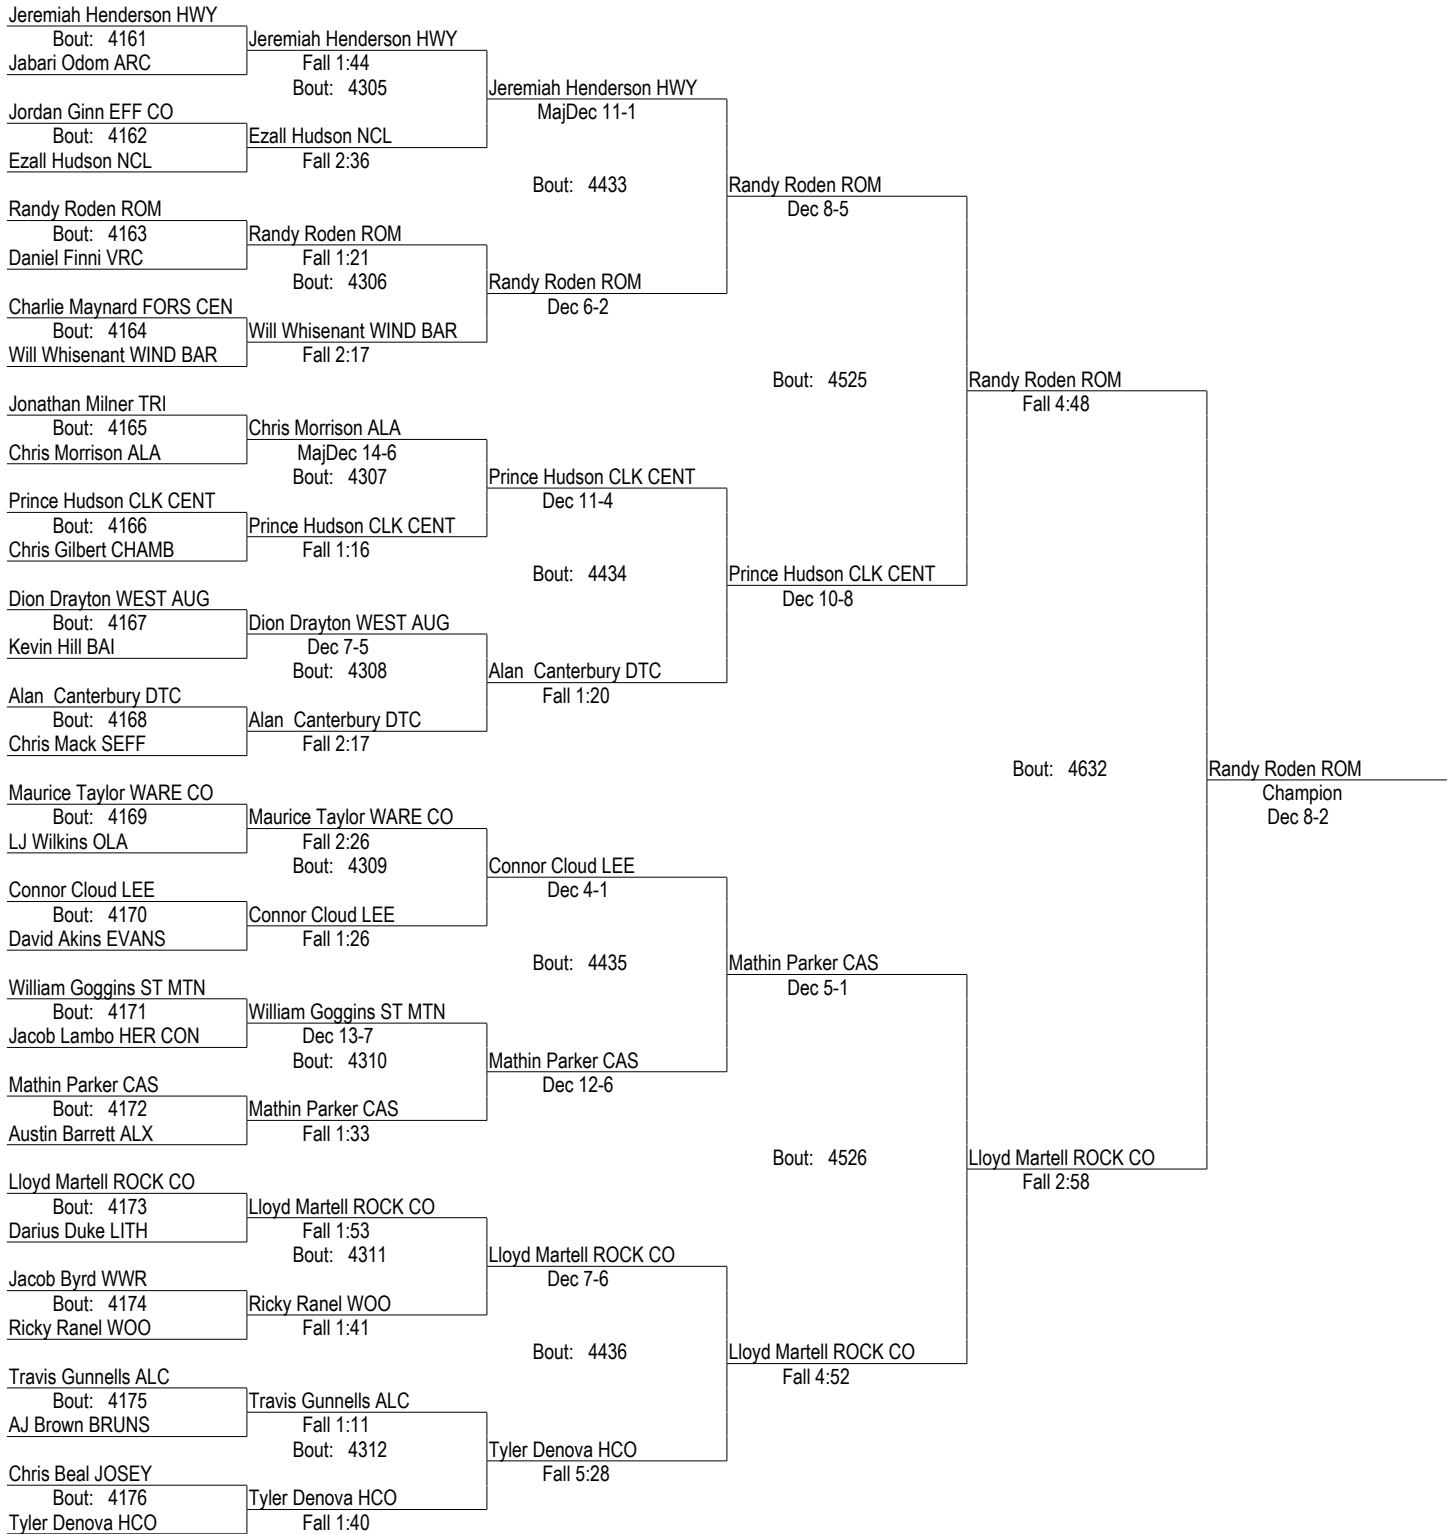 Jeremiah Henderson HWY
Bout: 4161
Jabari Odom ARC
Jordan Ginn EFF CO
Bout: 4162
Ezall Hudson NCL
Randy Roden ROM
Bout: 4163
Daniel Finni VRC
Charlie Maynard FORS CEN
Bout: 4164
Will Whisenant WIND BAR
Jonathan Milner TRI
Bout: 4165
Chris Morrison ALA
Prince Hudson CLK CENT
Bout: 4166
Chris Gilbert CHAMB
Dion Drayton WEST AUG
Bout: 4167
Kevin Hill BAI
Alan Canterbury DTC
Bout: 4168
Chris Mack SEFF
Maurice Taylor WARE CO
Bout: 4169
LJ Wilkins OLA
Connor Cloud LEE
Bout: 4170
David Akins EVANS
William Goggins ST MTN
Bout: 4171
Jacob Lambo HER CON
Mathin Parker CAS
Bout: 4172
Austin Barrett ALX
Lloyd Martell ROCK CO
Bout: 4173
Darius Duke LITH
Jacob Byrd WWR
Bout: 4174
Ricky Ranel WOO
Travis Gunnells ALC
Bout: 4175
AJ Brown BRUNS
Chris Beal JOSEY
Bout: 4176
Tyler Denova HCO
Jeremiah Henderson HWY
Fall 1:44
Bout: 4305
Ezall Hudson NCL
Fall 2:36
Randy Roden ROM
Fall 1:21
Bout: 4306
Will Whisenant WIND BAR
Fall 2:17
Chris Morrison ALA
MajDec 14-6
Bout: 4307
Prince Hudson CLK CENT
Fall 1:16
Dion Drayton WEST AUG
Dec 7-5
Bout: 4308
Alan Canterbury DTC
Fall 2:17
Maurice Taylor WARE CO
Fall 2:26
Bout: 4309
Connor Cloud LEE
Fall 1:26
William Goggins ST MTN
Dec 13-7
Bout: 4310
Mathin Parker CAS
Fall 1:33
Lloyd Martell ROCK CO
Fall 1:53
Bout: 4311
Ricky Ranel WOO
Fall 1:41
Travis Gunnells ALC
Fall 1:11
Bout: 4312
Tyler Denova HCO
Fall 1:40
Jeremiah Henderson HWY
MajDec 11-1
Bout: 4433
Randy Roden ROM
Dec 6-2
Prince Hudson CLK CENT
Dec 11-4
Bout: 4434
Alan Canterbury DTC
Fall 1:20
Connor Cloud LEE
Dec 4-1
Bout: 4435
Mathin Parker CAS
Dec 12-6
Lloyd Martell ROCK CO
Dec 7-6
Bout: 4436
Tyler Denova HCO
Fall 5:28
Randy Roden ROM
Dec 8-5
Bout: 4525
Prince Hudson CLK CENT
Dec 10-8
Mathin Parker CAS
Dec 5-1
Bout: 4526
Lloyd Martell ROCK CO
Fall 4:52
Randy Roden ROM
Fall 4:48
Bout: 4632
Lloyd Martell ROCK CO
Fall 2:58
Randy Roden ROM
Champion
Dec 8-2